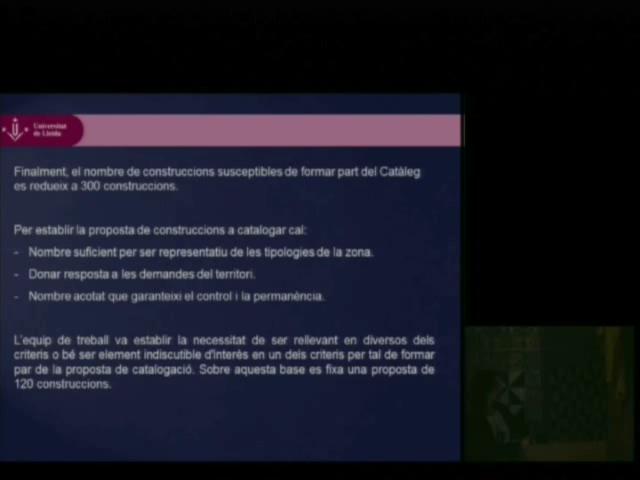 Universitat
de Lleida
Finalment, el nombre de construccions susceptibles de formar part del Catàleg
es redueix a 300 construccions.
Per establir la proposta de construccions a catalogar cal:
- Nombre suficient per ser representatiu de les tipologies de la zona.
- Donar resposta a les demandes del territori.
- Nombre acotat que garanteixi el control i la permanència.
L'equip de treball va establir la necessitat de ser rellevant en diversos dels
criteris o bé ser element indiscutible d'Interès en un dels criteris per tal de formar
par de la proposta de catalogació. Sobre aquesta base es fixa una proposta de
120 construccions.